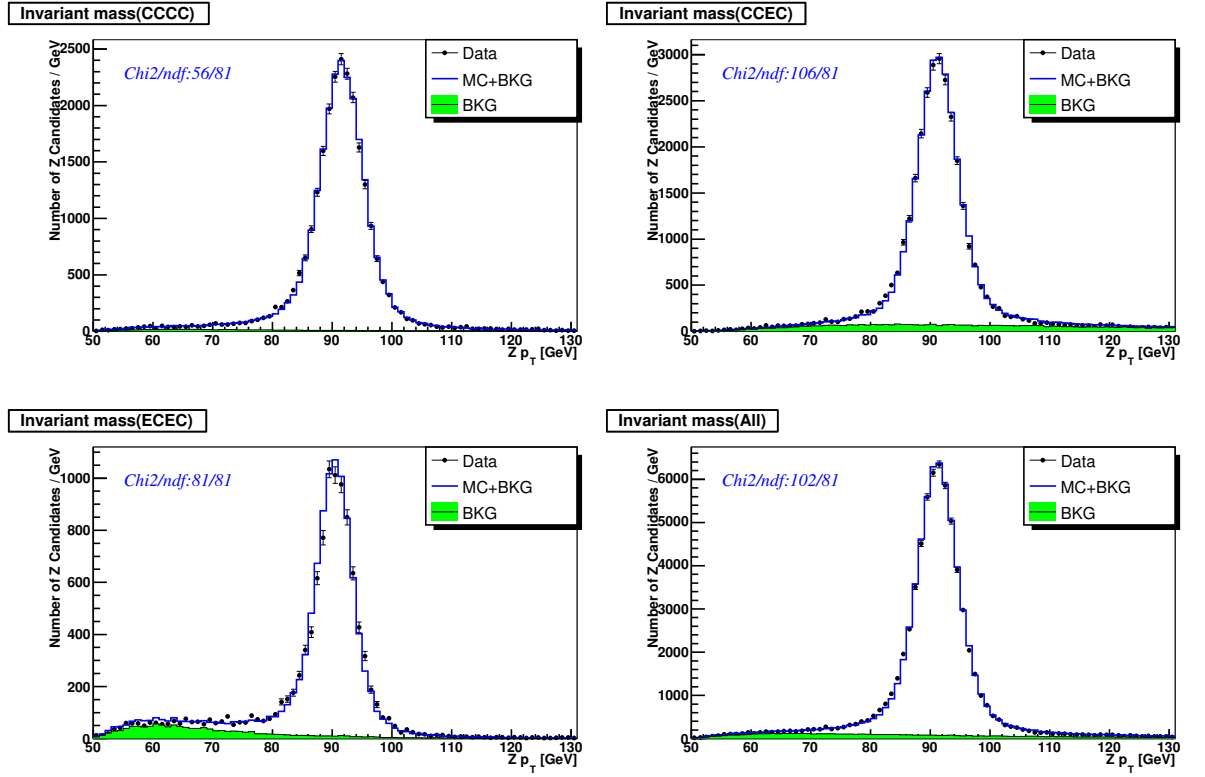 Invariant mass(CCCC)
Number of Z Candidates / GeV
2500
2000
1500
1000
500
0
Chi2/ndf:56/81
Data
MC+BKG
BKG
50 60 70 80 90 100 110 120 130
Z p_T [GeV]
Invariant mass(CCEC)
Number of Z Candidates / GeV
3000
2500
2000
1500
1000
500
0
Chi2/ndf:106/81
Data
MC+BKG
BKG
50 60 70 80 90 100 110 120 130
Z p_T [GeV]
Invariant mass(ECEC)
Number of Z Candidates / GeV
1000
800
600
400
200
0
Chi2/ndf:81/81
Data
MC+BKG
BKG
50 60 70 80 90 100 110 120 130
Z p_T [GeV]
Invariant mass(All)
Number of Z Candidates / GeV
6000
5000
4000
3000
2000
1000
0
Chi2/ndf:102/81
Data
MC+BKG
BKG
50 60 70 80 90 100 110 120 130
Z p_T [GeV]